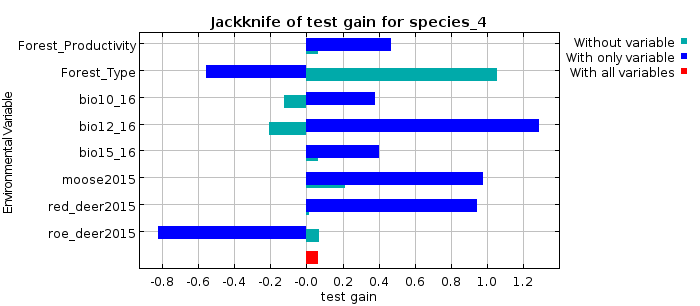 Jackknife of test gain for species_4
Without variable
With only variable
With all variables
Environmental Variable
Forest_Productivity
Forest_Type
bio10_16
bio12_16
bio15_16
moose2015
red_deer2015
roe_deer2015
-0.8 -0.6 -0.4 -0.2 -0.0 0.2 0.4 0.6 0.8 1.0 1.2
test gain